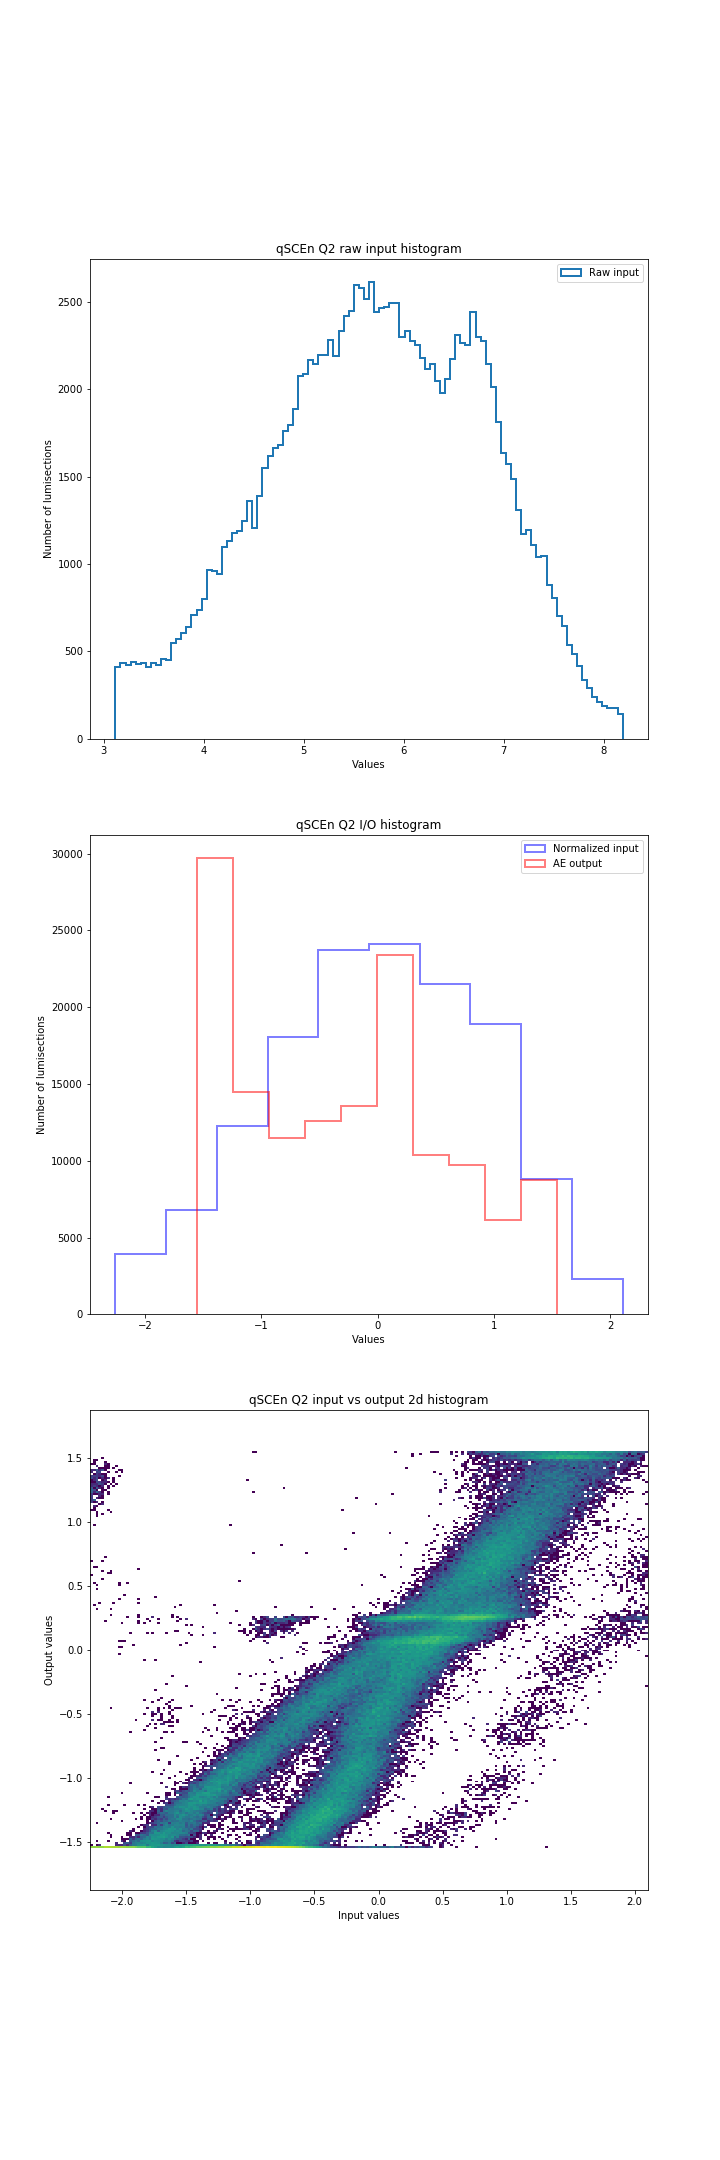 qSCEn Q2 raw input histogram
Raw input
2500
2000
1500
1000
500
0
Number of lumisections
3 4 5 6 7 8
Values
qSCEn Q2 I/O histogram
Normalized input
AE output
30000
25000
20000
15000
10000
5000
0
Number of lumisections
−2 −1 0 1 2
Values
qSCEn Q2 input vs output 2d histogram
1.5
1.0
0.5
0.0
−0.5
−1.0
−1.5
Output values
−2.0 −1.5 −1.0 −0.5 0.0 0.5 1.0 1.5 2.0
Input values